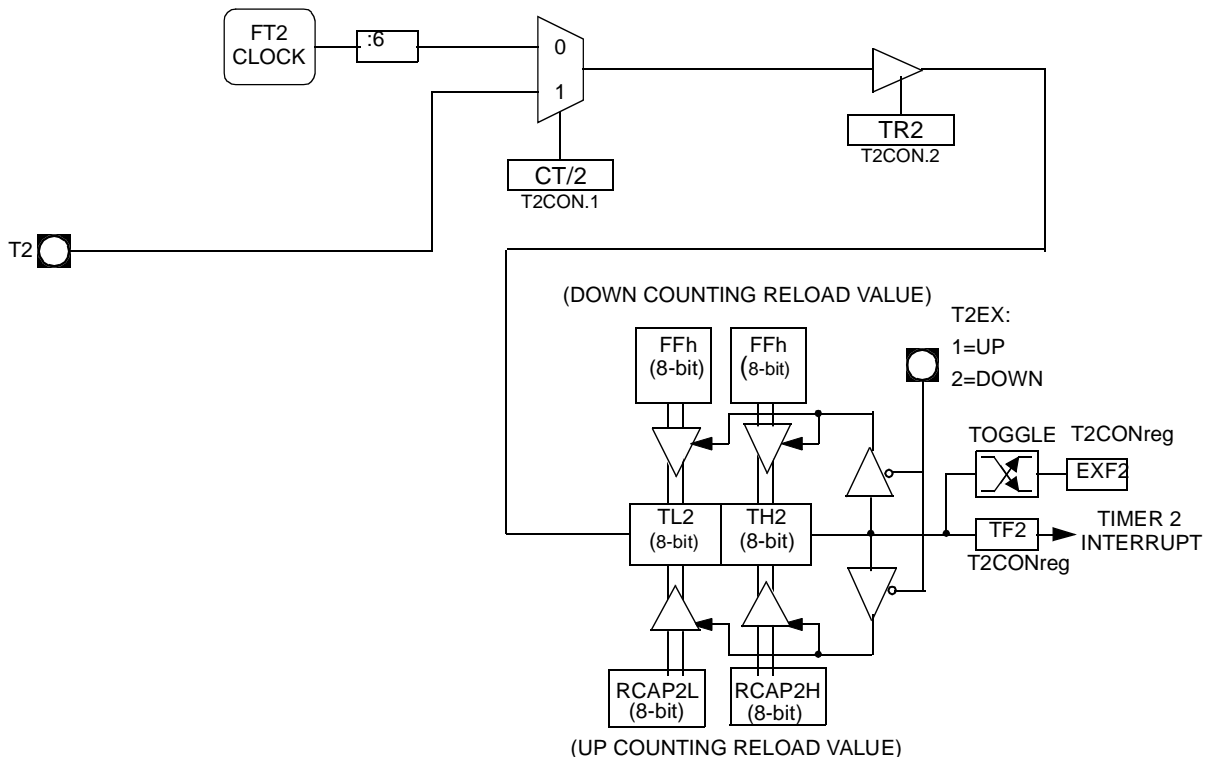 FT2
CLOCK
:6
0
1
TR2
T2CON.2
CT/2
T2CON.1
T2
(DOWN COUNTING RELOAD VALUE)
T2EX:
1=UP
2=DOWN
FFh
(8-bit)
FFh
(8-bit)
TOGGLE
T2CONreg
EXF2
TL2
(8-bit)
TH2
(8-bit)
TF2
T2CONreg
TIMER 2
INTERRUPT
RCAP2L
(8-bit)
RCAP2H
(8-bit)
(UP COUNTING RELOAD VALUE)